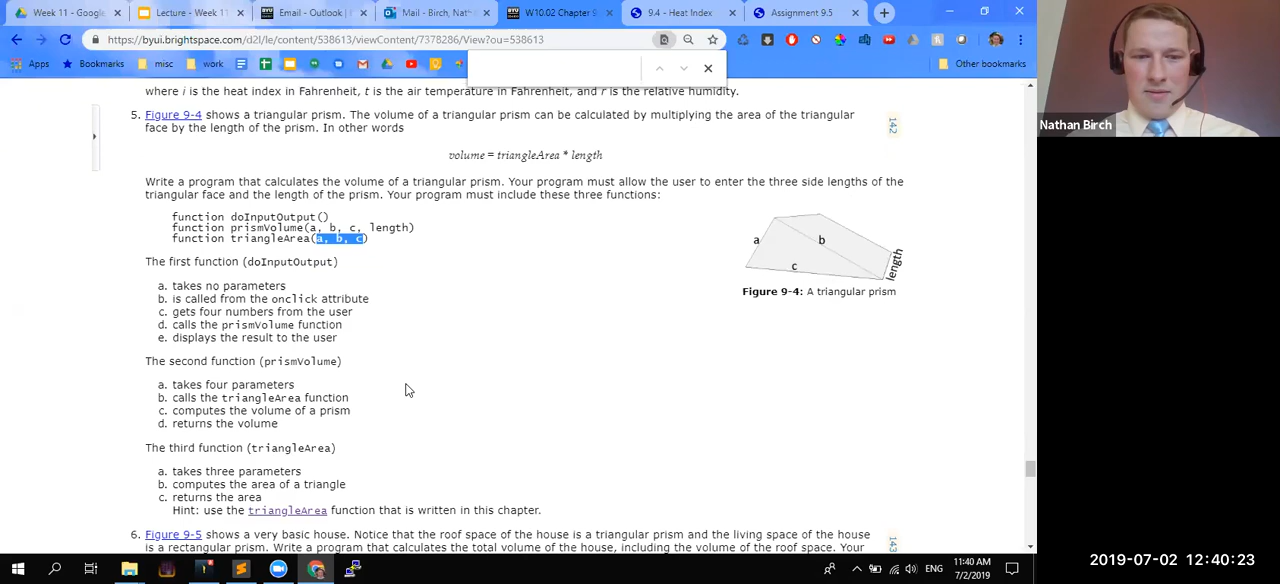 Week 11 - Google
Lecture - Week 11
Email - Outlook
Mail - Birch, Nath
W10.02 Chapter 9
9.4 - Heat Index
Assignment 9.5
https://byui.brightspace.com/d2l/le/content/538613/viewContent/7378286/View?ou=538613
Apps
Bookmarks
misc
work
Other bookmarks
where i is the heat index in Fahrenheit, t is the air temperature in Fahrenheit, and r is the relative humidity.
5. Figure 9-4 shows a triangular prism. The volume of a triangular prism can be calculated by multiplying the area of the triangular
face by the length of the prism. In other words
142
volume = triangleArea * length
Write a program that calculates the volume of a triangular prism. Your program must allow the user to enter the three side lengths of the
triangular face and the length of the prism. Your program must include these three functions:
function doInputOutput()
function prismVolume(a, b, c, length)
function triangleArea(a, b, c)
a
b
c
length
Figure 9-4: A triangular prism
The first function (doInputOutput)
a. takes no parameters
b. is called from the onclick attribute
c. gets four numbers from the user
d. calls the prismVolume function
e. displays the result to the user
The second function (prismVolume)
a. takes four parameters
b. calls the triangleArea function
c. computes the volume of a prism
d. returns the volume
The third function (triangleArea)
a. takes three parameters
b. computes the area of a triangle
c. returns the area
Hint: use the triangleArea function that is written in this chapter.
6. Figure 9-5 shows a very basic house. Notice that the roof space of the house is a triangular prism and the living space of the house
is a rectangular prism. Write a program that calculates the total volume of the house, including the volume of the roof space. Your
143
Nathan Birch
ENG
11:40 AM
7/2/2019
2019-07-02 12:40:23